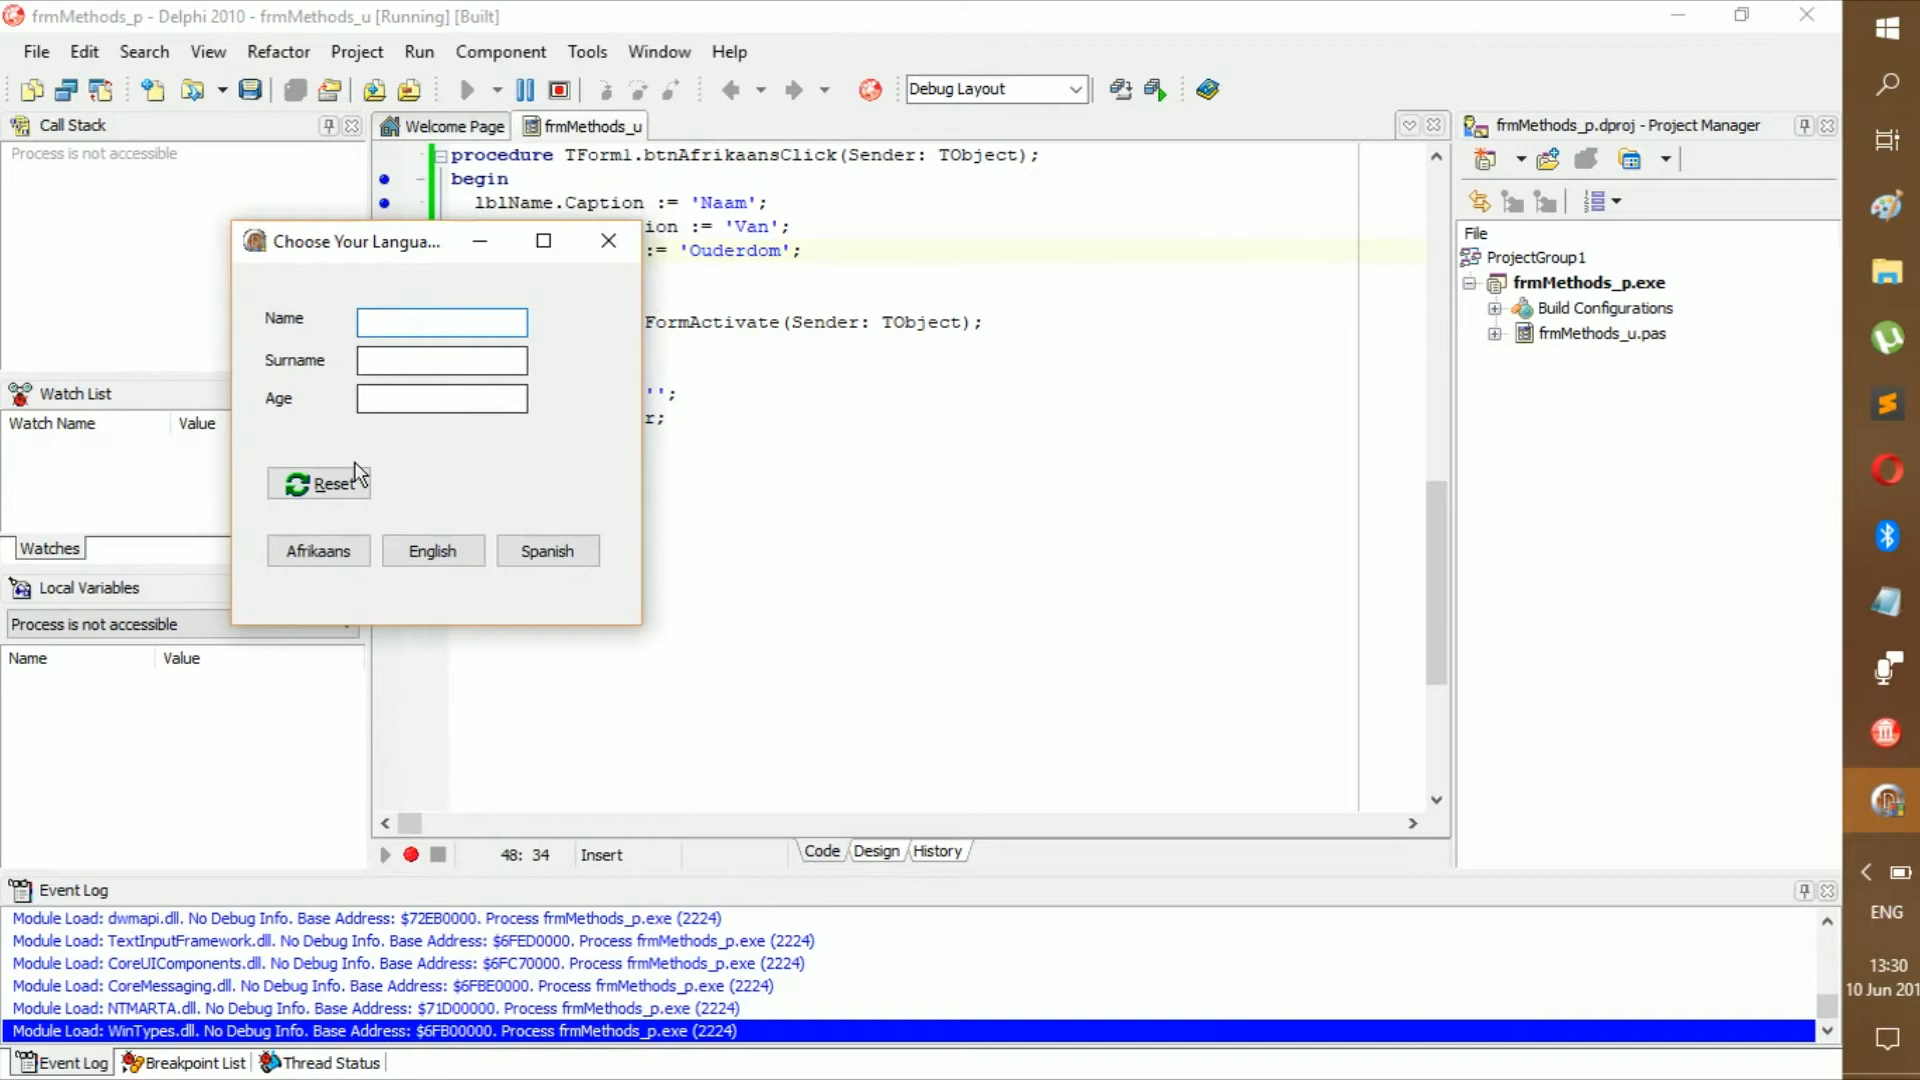 frmMethods_p - Delphi 2010 - frmMethods_u [Running] [Built]
File Edit Search View Refactor Project Run Component Tools Window Help
Debug Layout
Call Stack
Process is not accessible
Welcome Page
frmMethods_u
procedure TForm1.btnAfrikaansClick(Sender: TObject);
begin
lblName.Caption := 'Naam';
ion := 'Van';
:= 'Ouderdom';
FormActivate(Sender: TObject);
'';
r;
Choose Your Langua...
Name
Surname
Age
Reset
Afrikaans English Spanish
Watch List
Watch Name Value
Watches
Local Variables
Process is not accessible
Name Value
48: 34 Insert
Code Design History
frmMethods_p.dproj - Project Manager
File
ProjectGroup1
frmMethods_p.exe
Build Configurations
frmMethods_u.pas
Event Log
Module Load: dwmapi.dll. No Debug Info. Base Address: $72EB0000. Process frmMethods_p.exe (2224)
Module Load: TextInputFramework.dll. No Debug Info. Base Address: $6FED0000. Process frmMethods_p.exe (2224)
Module Load: CoreUIComponents.dll. No Debug Info. Base Address: $6FC70000. Process frmMethods_p.exe (2224)
Module Load: CoreMessaging.dll. No Debug Info. Base Address: $6FBE0000. Process frmMethods_p.exe (2224)
Module Load: NTMARTA.dll. No Debug Info. Base Address: $71D00000. Process frmMethods_p.exe (2224)
Module Load: WinTypes.dll. No Debug Info. Base Address: $6FB00000. Process frmMethods_p.exe (2224)
Event Log Breakpoint List Thread Status
ENG
13:30
10 Jun 201